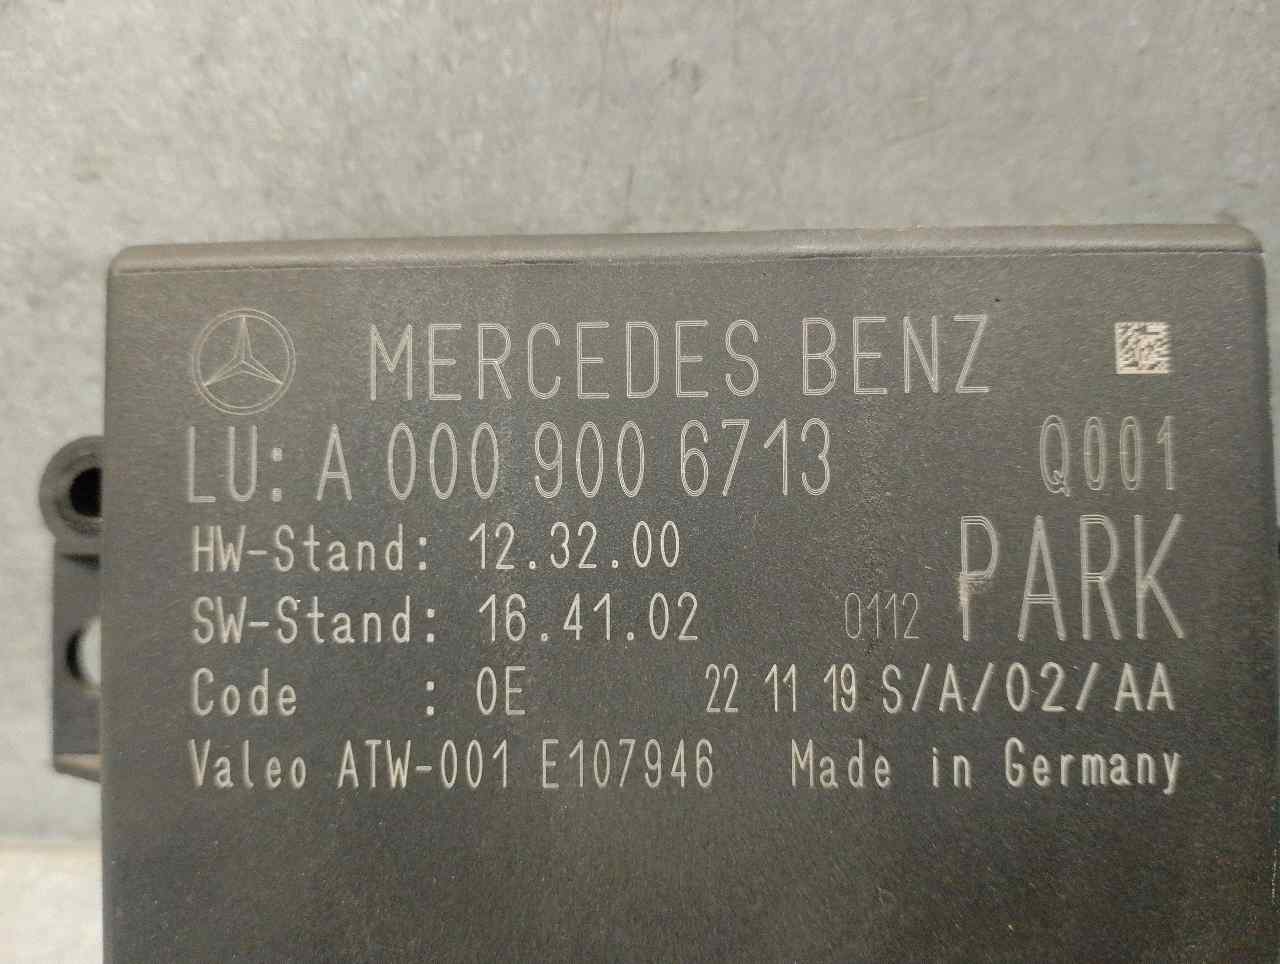 MERCEDES BENZ
LU: A 000 900 6713 Q001
HW-Stand: 12.32.00 PARK
SW-Stand: 16.41.02 0112
Code : 0E 22 11 19 S/A/02/AA
Valeo ATW-001 E107946 Made in Germany